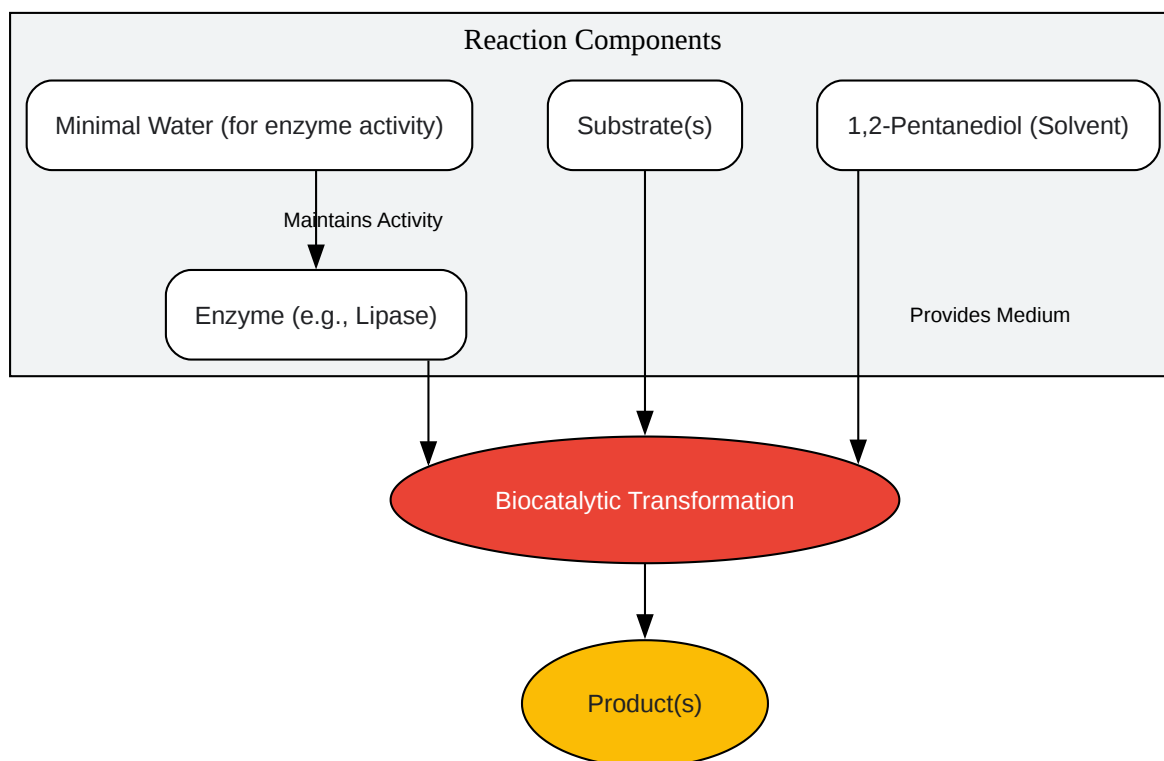 Reaction Components
Minimal Water (for enzyme activity)
Substrate(s)
1,2-Pentanediol (Solvent)
Maintains Activity
Enzyme (e.g., Lipase)
Provides Medium
Biocatalytic Transformation
Product(s)